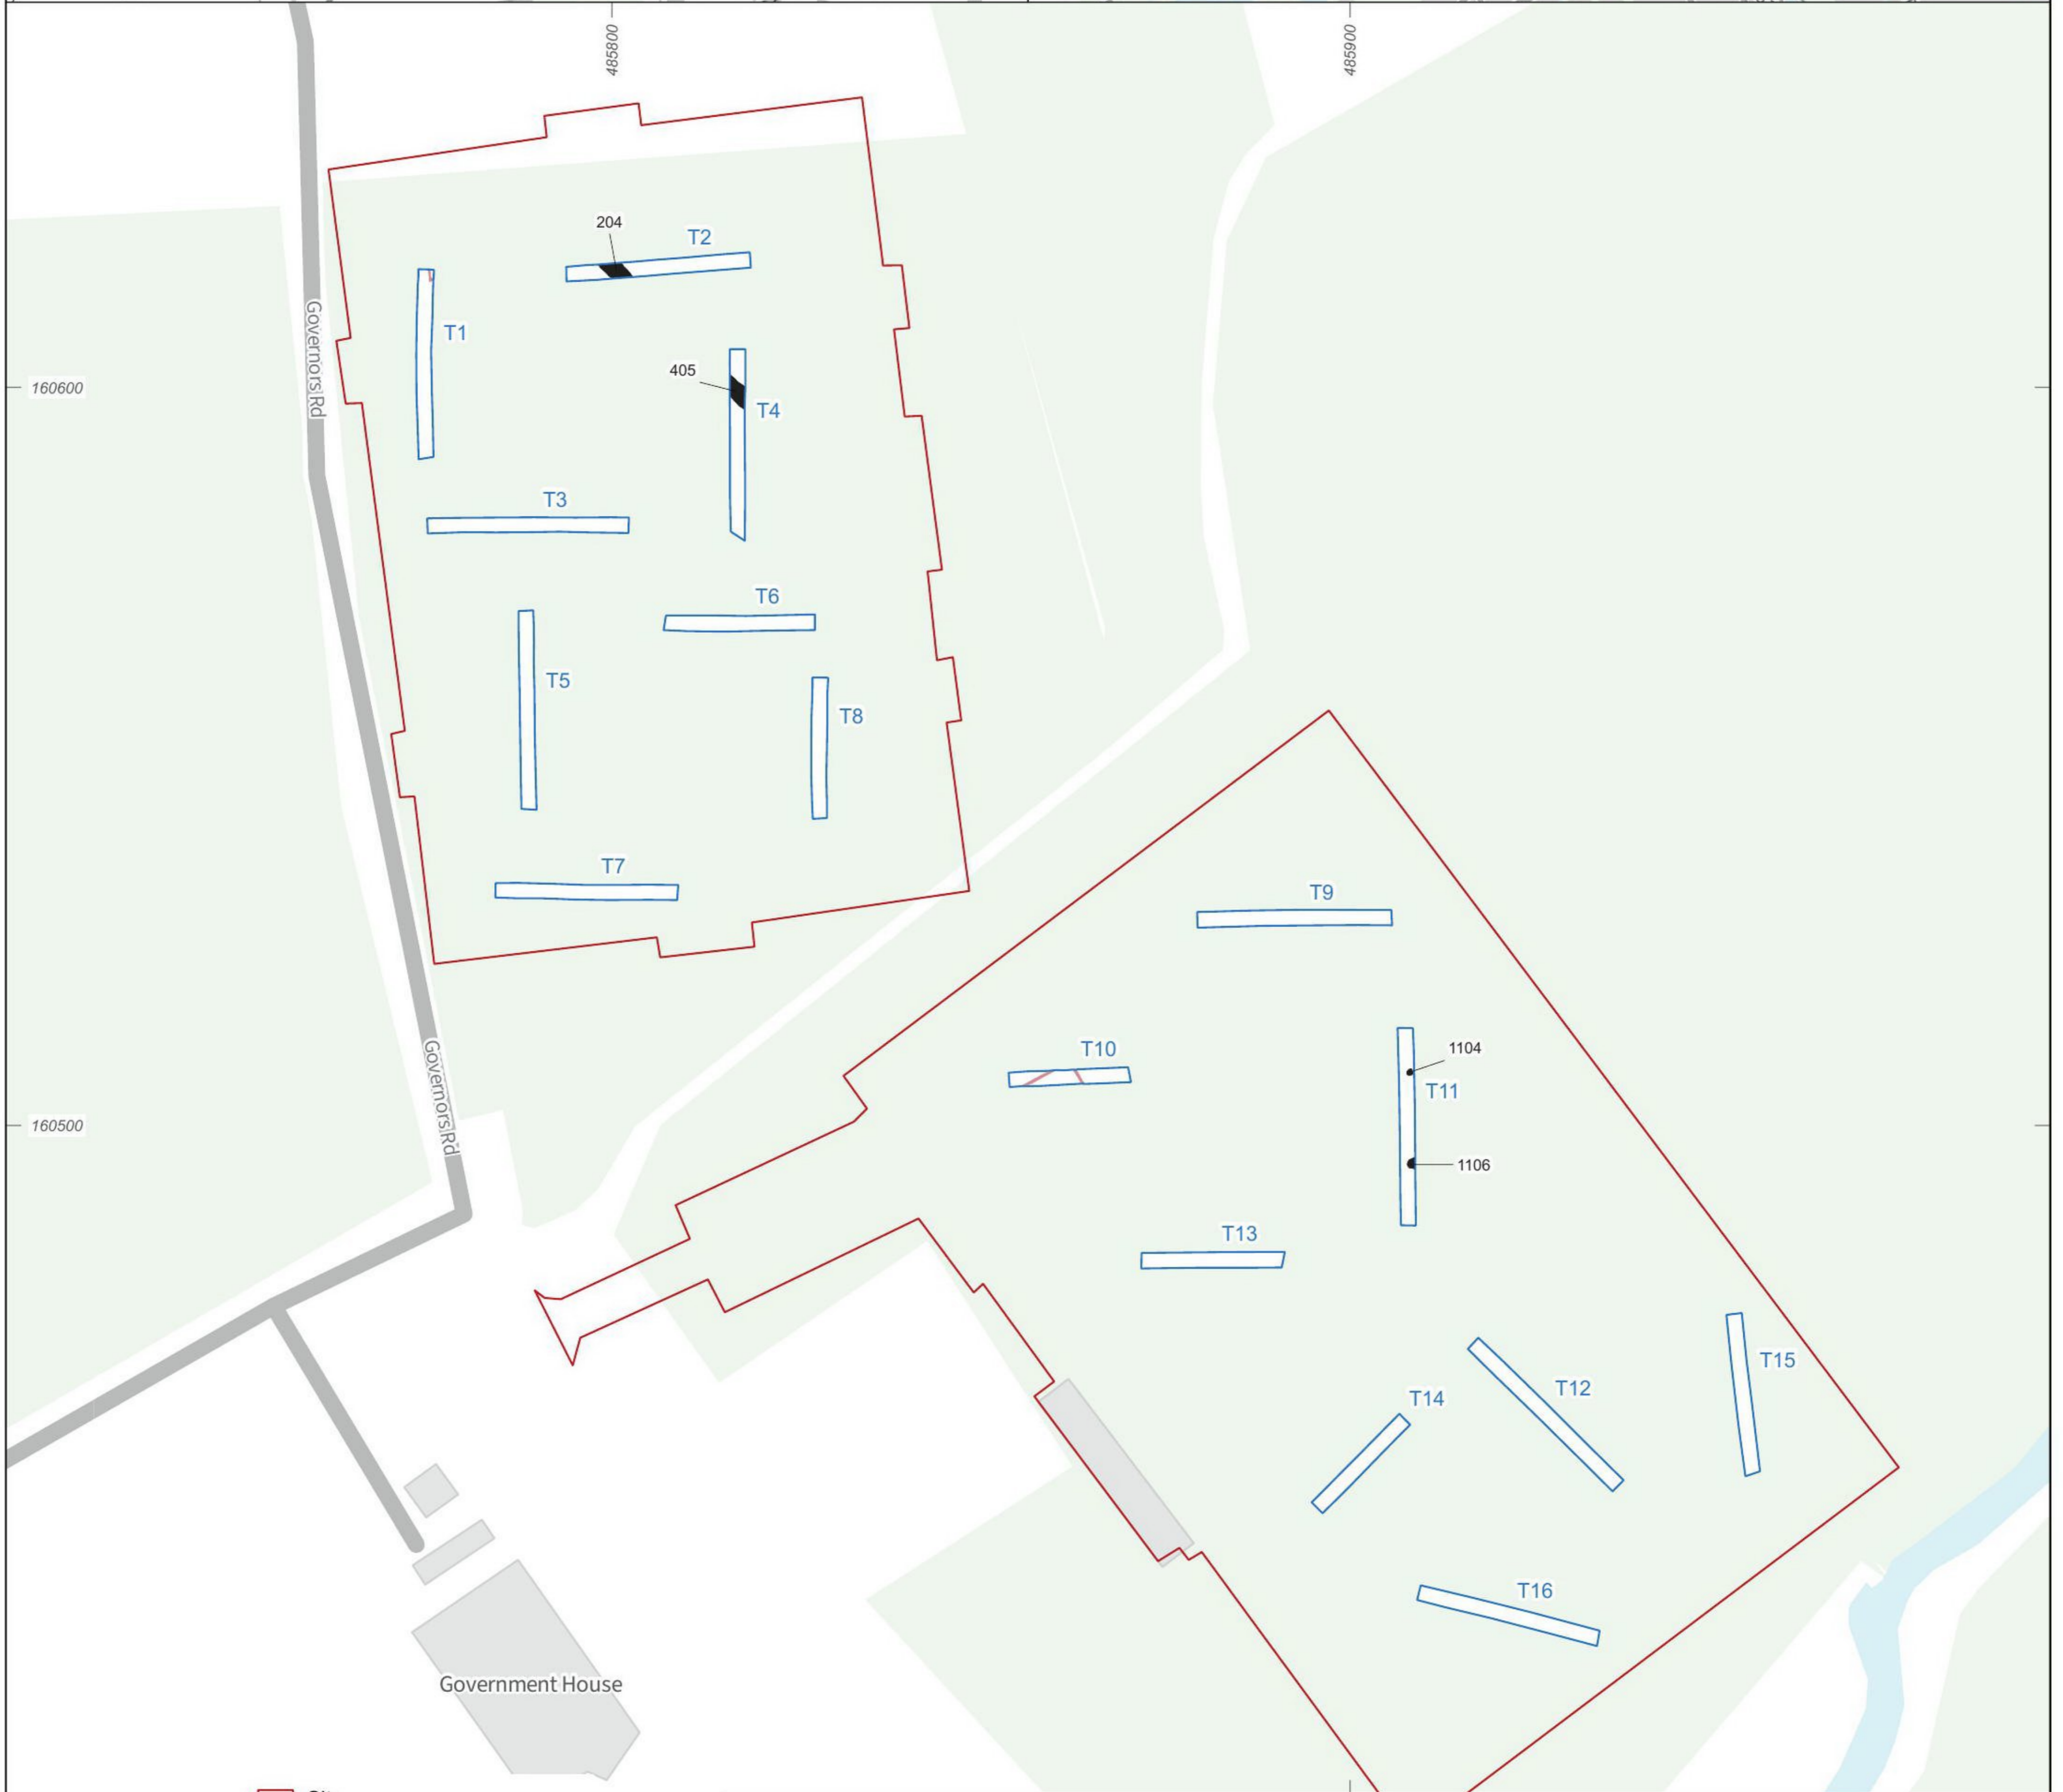 485800
485900
204
T2
T1
Governors Rd
160600
405
T4
T3
T6
T5
T8
T7
T9
Governors Rd
T10
1104
T11
160500
1106
T13
T15
T12
T14
T16
Government House